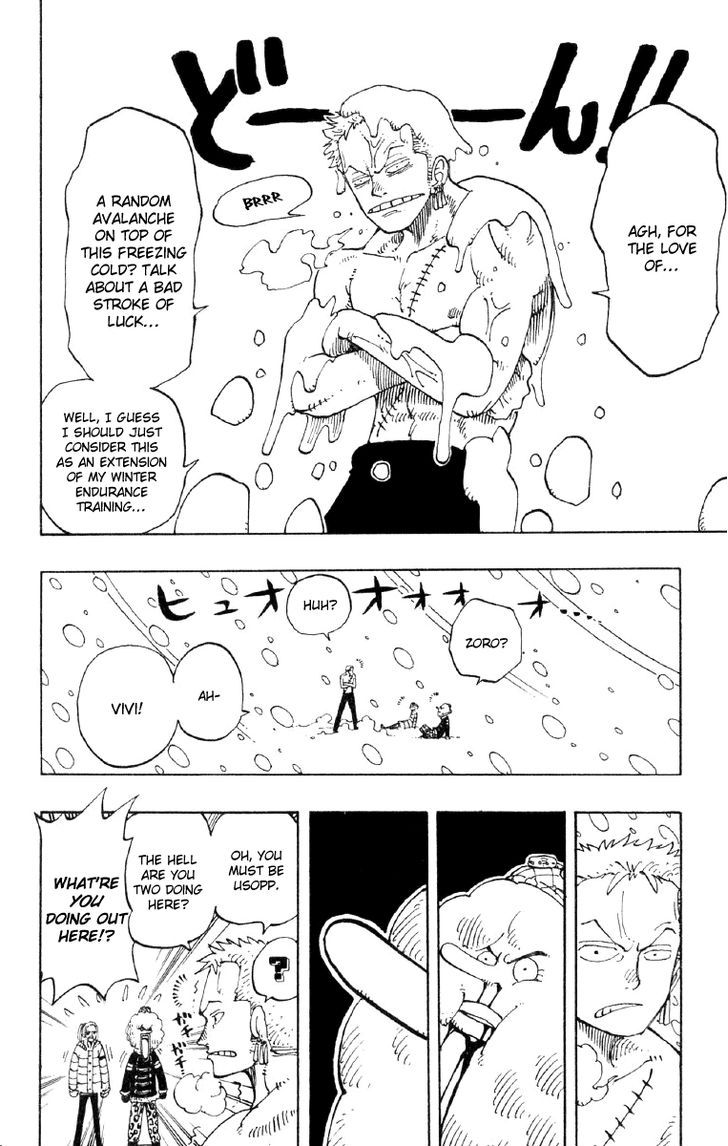 どーーん!!
AGH, FOR
THE LOVE
OF...
BRRR
A RANDOM
AVALANCHE
ON TOP OF
THIS FREEZING
COLD? TALK
ABOUT A BAD
STROKE OF
LUCK...
WELL, I GUESS
I SHOULD JUST
CONSIDER THIS
AS AN EXTENSION
OF MY WINTER
ENDURANCE
TRAINING...
ヒュオオオオオ...
ZORO?
HUH?
AH-
VIVI!
?
OH, YOU
MUST BE
USOPP.
THE HELL
ARE YOU
TWO DOING
HERE?
WHAT'RE
YOU
DOING OUT
HERE!?
ガチ
ガチ